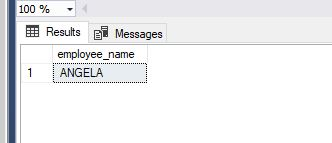 100 %
Results Messages
employee_name
1 ANGELA